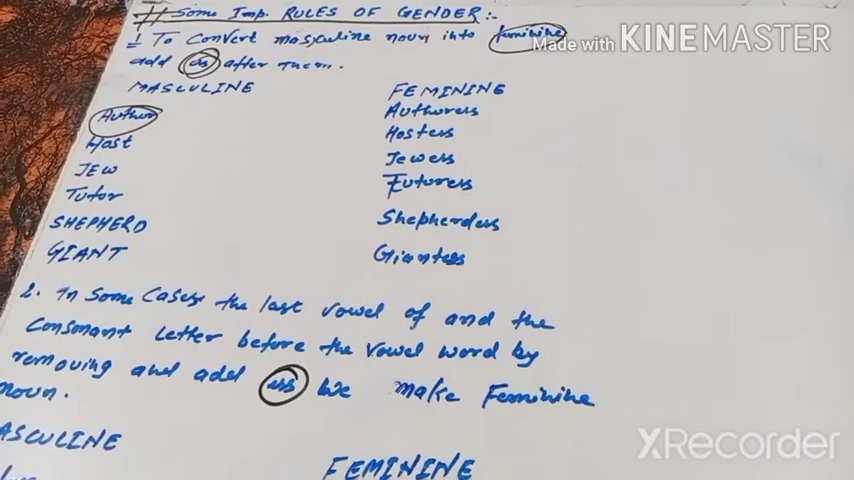 # Some Imp. RULES OF GENDER :-
1 To Convert masculine noun into feminine
Made with KINEMASTER
add ess after them.
MASCULINE FEMININE
Author Authoress
Host Hostess
JEW Jewess
Tutor Tutoress
SHEPHERD Shepherdess
GIANT Giantess
2. In some Cases the last vowel of and the
Consonant letter before the vowel word by
removing and add ess we make Feminine
noun.
ASCULINE FEMININE
XRecorder